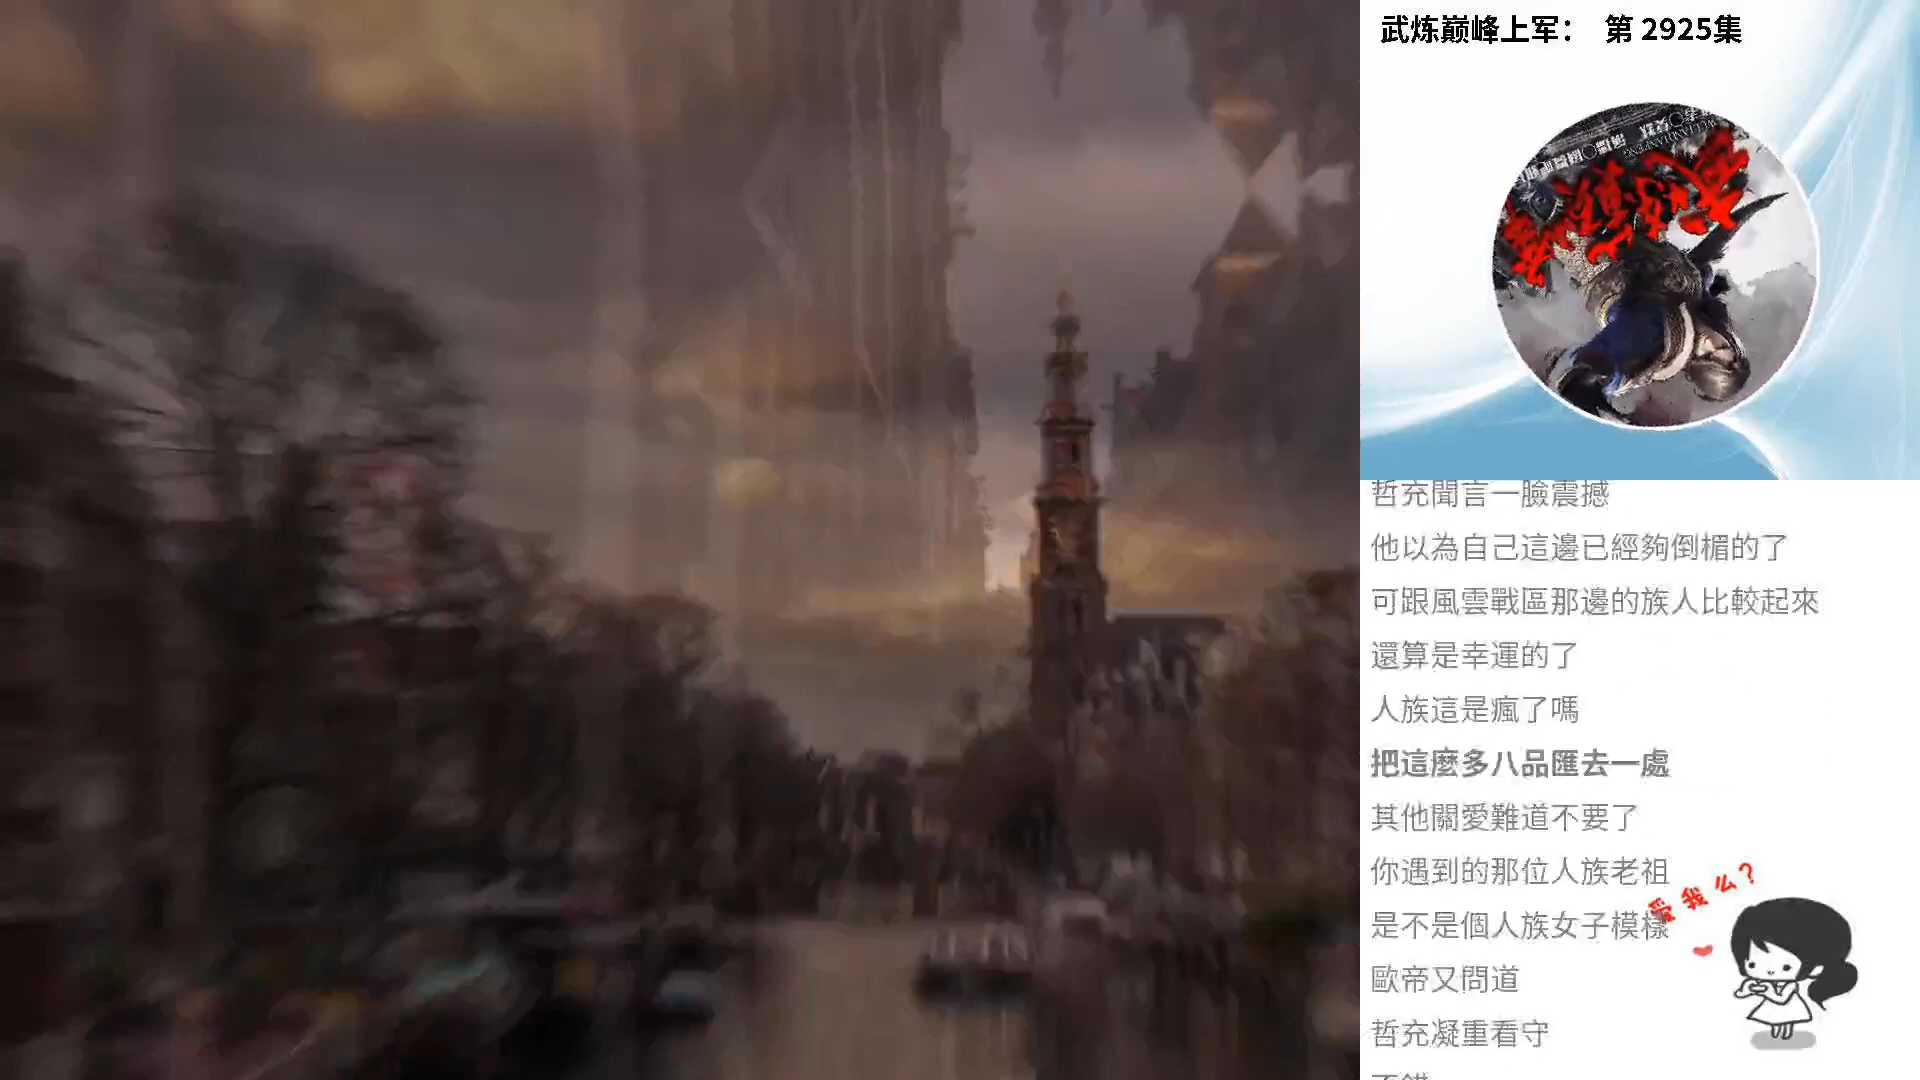 武炼巅峰上军： 第 2925集
哲充聞言一臉震撼
他以為自己這邊已經夠倒楣的了
可跟風雲戰區那邊的族人比較起來
還算是幸運的了
人族這是瘋了嗎
把這麼多八品匯去一處
其他關愛難道不要了
你遇到的那位人族老祖
愛我么？
是不是個人族女子模樣
歐帝又問道
哲充凝重看守